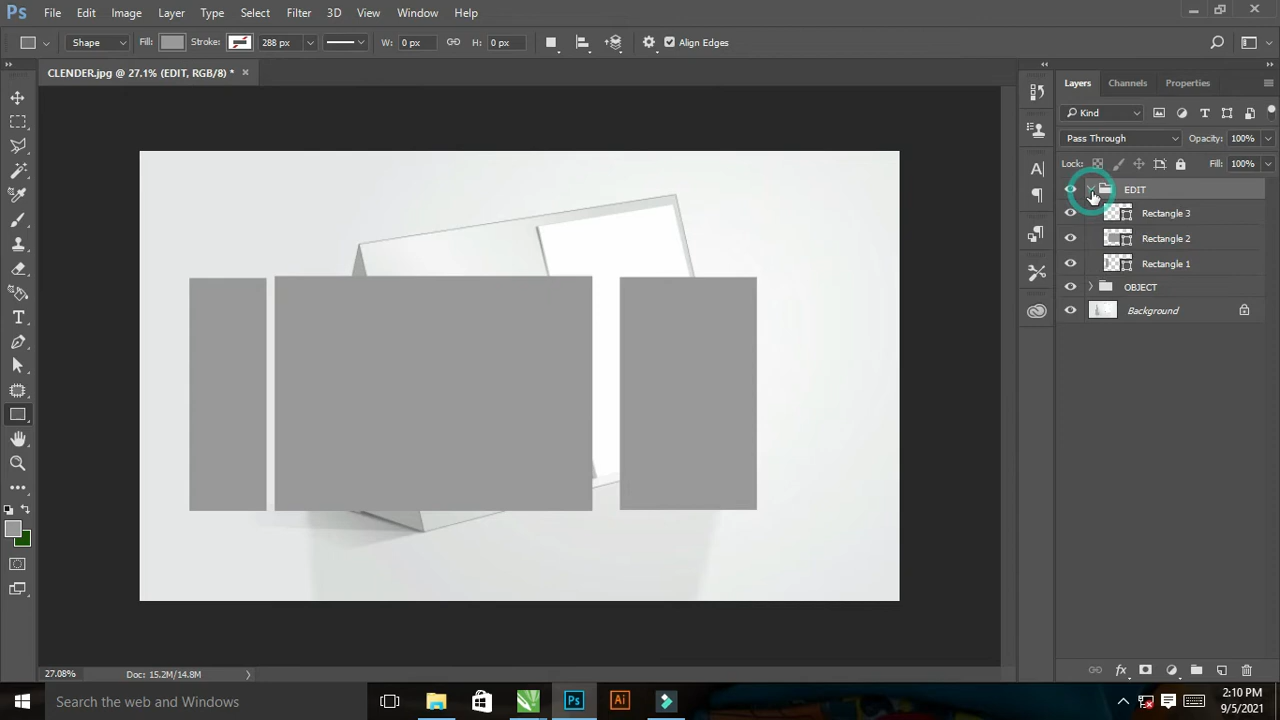 Ps File Edit Image Layer Type Select Filter 3D View Window Help
Shape Fill: Stroke: 288 px W: 0 px H: 0 px Align Edges
CLENDER.jpg @ 27.1% (EDIT, RGB/8) * ×
Layers Channels Properties
Kind
Pass Through Opacity: 100%
Lock: Fill: 100%
EDIT
Rectangle 3
Rectangle 2
Rectangle 1
OBJECT
Background
27.08% Doc: 15.2M/14.8M
Search the web and Windows Ps Ai
2:10 PM
9/5/2021